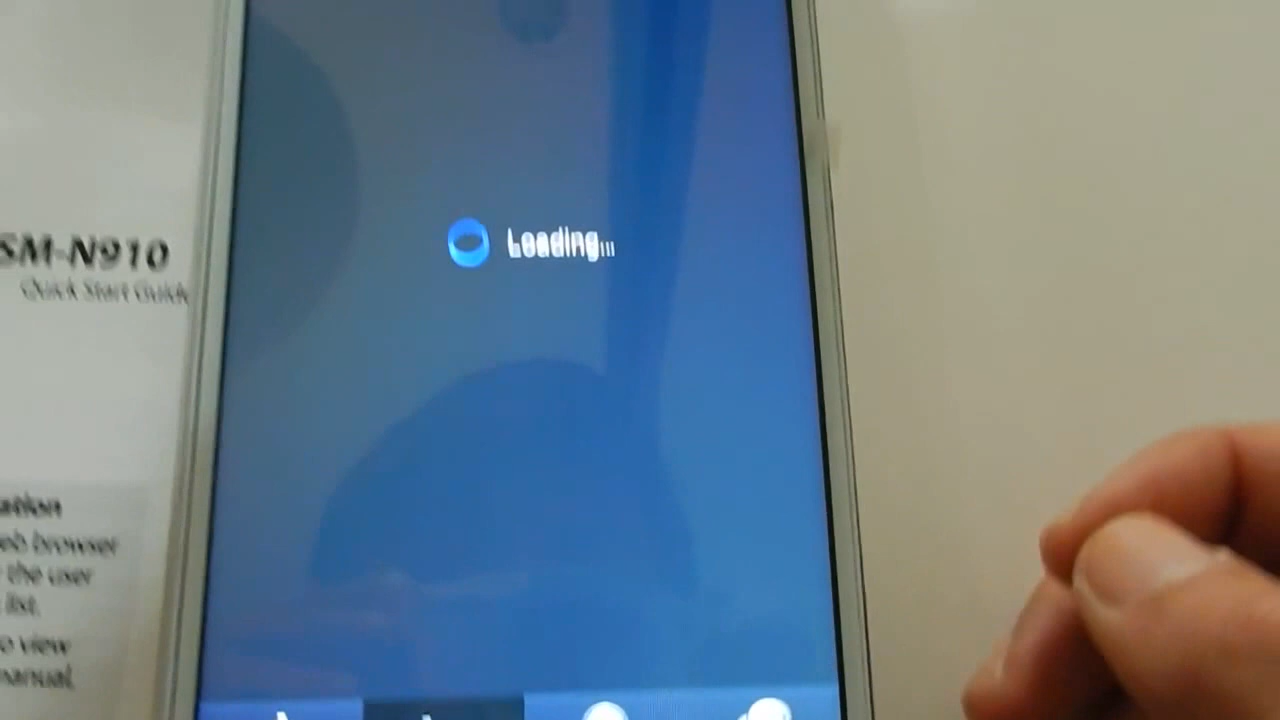 SM-N910
Quick Start Guide
Loading...
ation
eb browser
the user
list.
o view
manual.